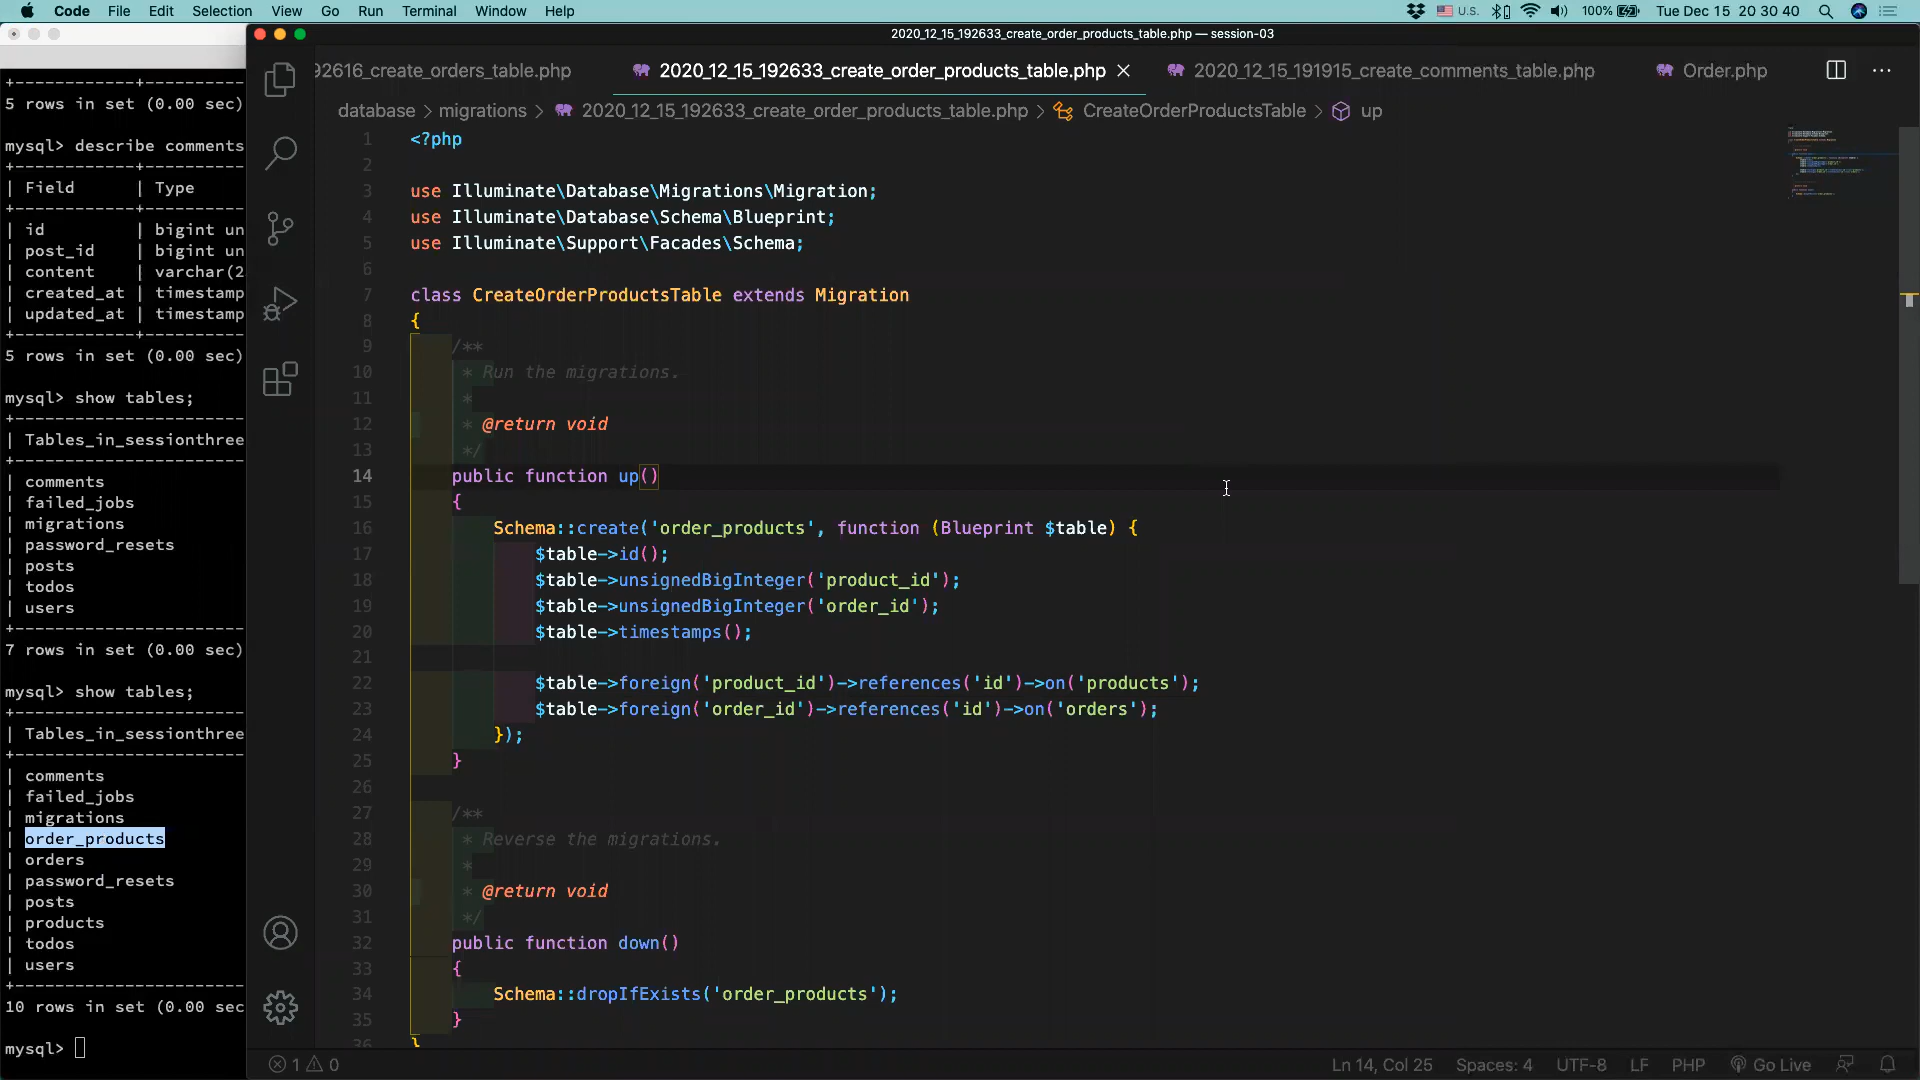 Code File Edit Selection View Go Run Terminal Window Help U.S. 100% Tue Dec 15 20 30 40
2020_12_15_192633_create_order_products_table.php — session-03
92616_create_orders_table.php 2020_12_15_192633_create_order_products_table.php 2020_12_15_191915_create_comments_table.php Order.php
database > migrations > 2020_12_15_192633_create_order_products_table.php > CreateOrderProductsTable > up
+-------------+--------
5 rows in set (0.00 sec)
mysql> describe comments
+-------------+--------
| Field | Type
+-------------+--------
| id | bigint un
| post_id | bigint un
| content | varchar(2
| created_at | timestamp
| updated_at | timestamp
+-------------+--------
5 rows in set (0.00 sec)
mysql> show tables;
+----------------------
| Tables_in_sessionthree
+----------------------
| comments
| failed_jobs
| migrations
| password_resets
| posts
| todos
| users
+----------------------
7 rows in set (0.00 sec)
mysql> show tables;
+----------------------
| Tables_in_sessionthree
+----------------------
| comments
| failed_jobs
| migrations
| order_products
| orders
| password_resets
| posts
| products
| todos
| users
+----------------------
10 rows in set (0.00 sec
mysql>
1 <?php
2
3 use Illuminate\Database\Migrations\Migration;
4 use Illuminate\Database\Schema\Blueprint;
5 use Illuminate\Support\Facades\Schema;
6
7 class CreateOrderProductsTable extends Migration
8 {
9 /**
10 * Run the migrations.
11 *
12 * @return void
13 */
14 public function up()
15 {
16 Schema::create('order_products', function (Blueprint $table) {
17 $table->id();
18 $table->unsignedBigInteger('product_id');
19 $table->unsignedBigInteger('order_id');
20 $table->timestamps();
21
22 $table->foreign('product_id')->references('id')->on('products');
23 $table->foreign('order_id')->references('id')->on('orders');
24 });
25 }
26
27 /**
28 * Reverse the migrations.
29 *
30 * @return void
31 */
32 public function down()
33 {
34 Schema::dropIfExists('order_products');
35 }
36 }
1 0 Ln 14, Col 25 Spaces: 4 UTF-8 LF PHP Go Live